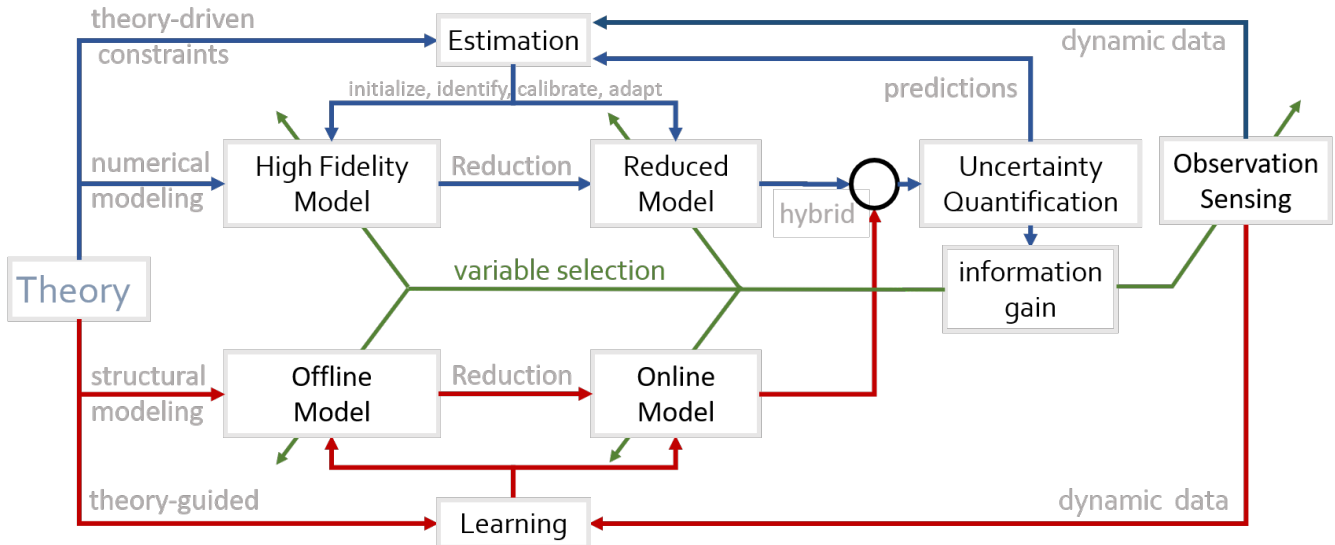 theory-driven
constraints
Estimation
dynamic data
initialize, identify, calibrate, adapt
predictions
numerical
modeling
High Fidelity
Model
Reduction
Reduced
Model
hybrid
Uncertainty
Quantification
Observation
Sensing
Theory
variable selection
information
gain
structural
modeling
Offline
Model
Reduction
Online
Model
theory-guided
Learning
dynamic data